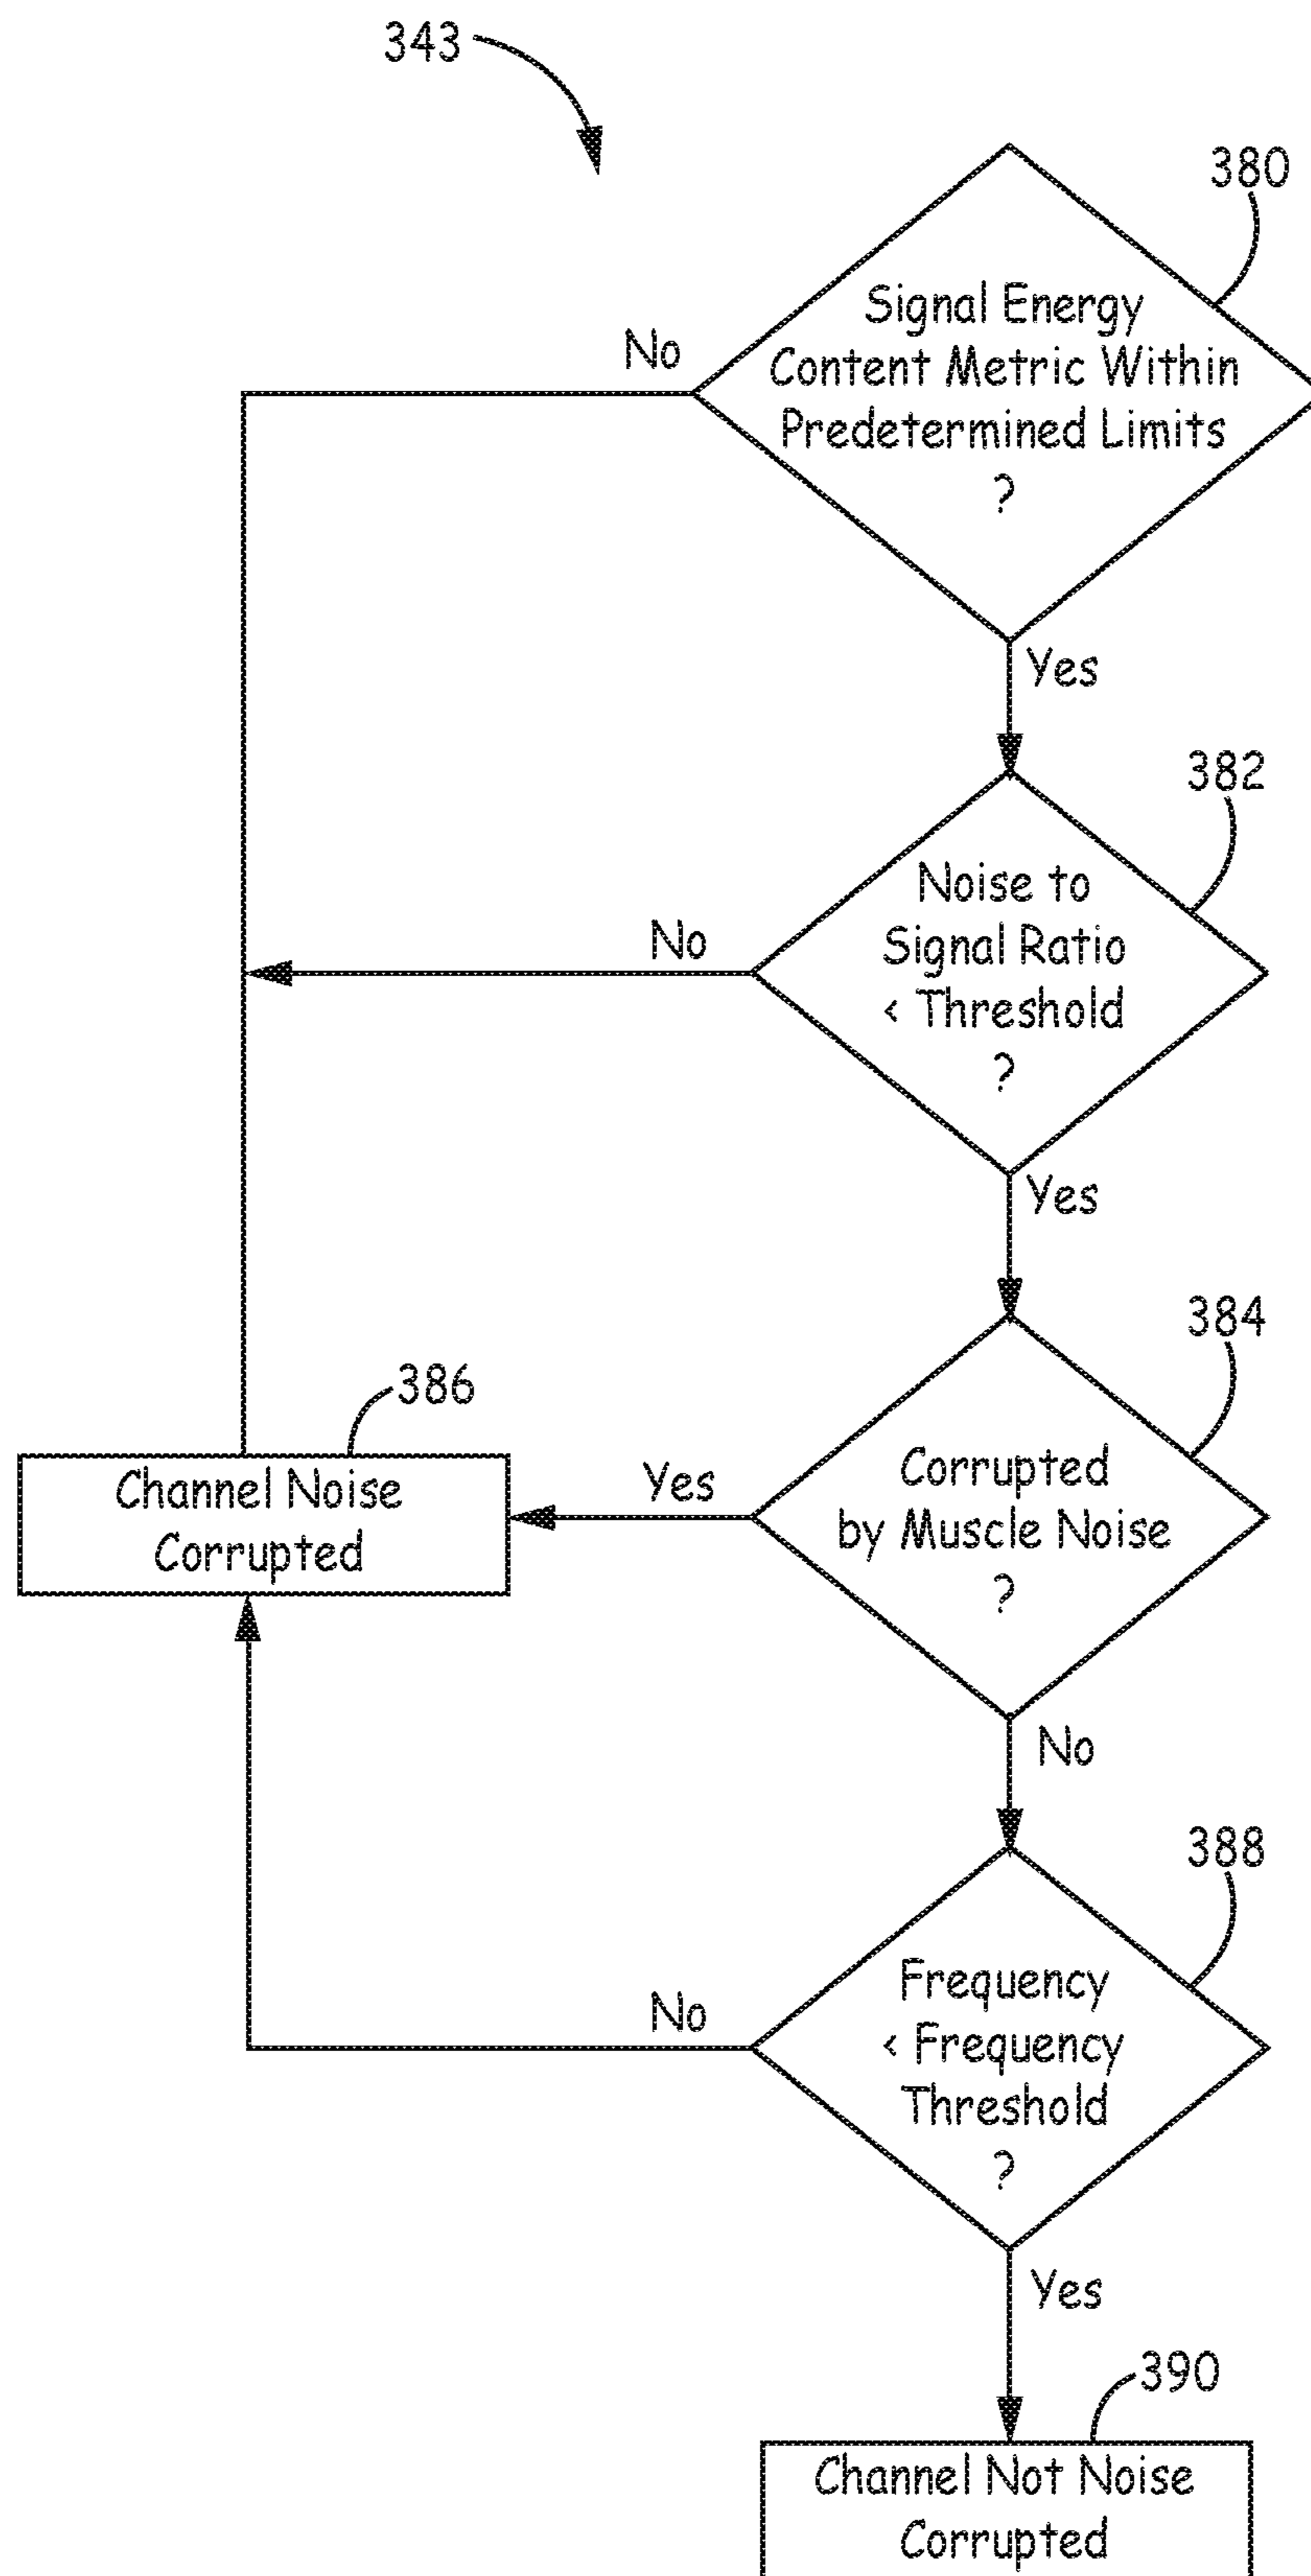 343
380
Signal Energy
Content Metric Within
Predetermined Limits
?
No
Yes
382
Noise to
Signal Ratio
< Threshold
?
No
Yes
384
Corrupted
by Muscle Noise
?
Yes
386
Channel Noise
Corrupted
No
388
Frequency
< Frequency
Threshold
?
No
Yes
390
Channel Not Noise
Corrupted